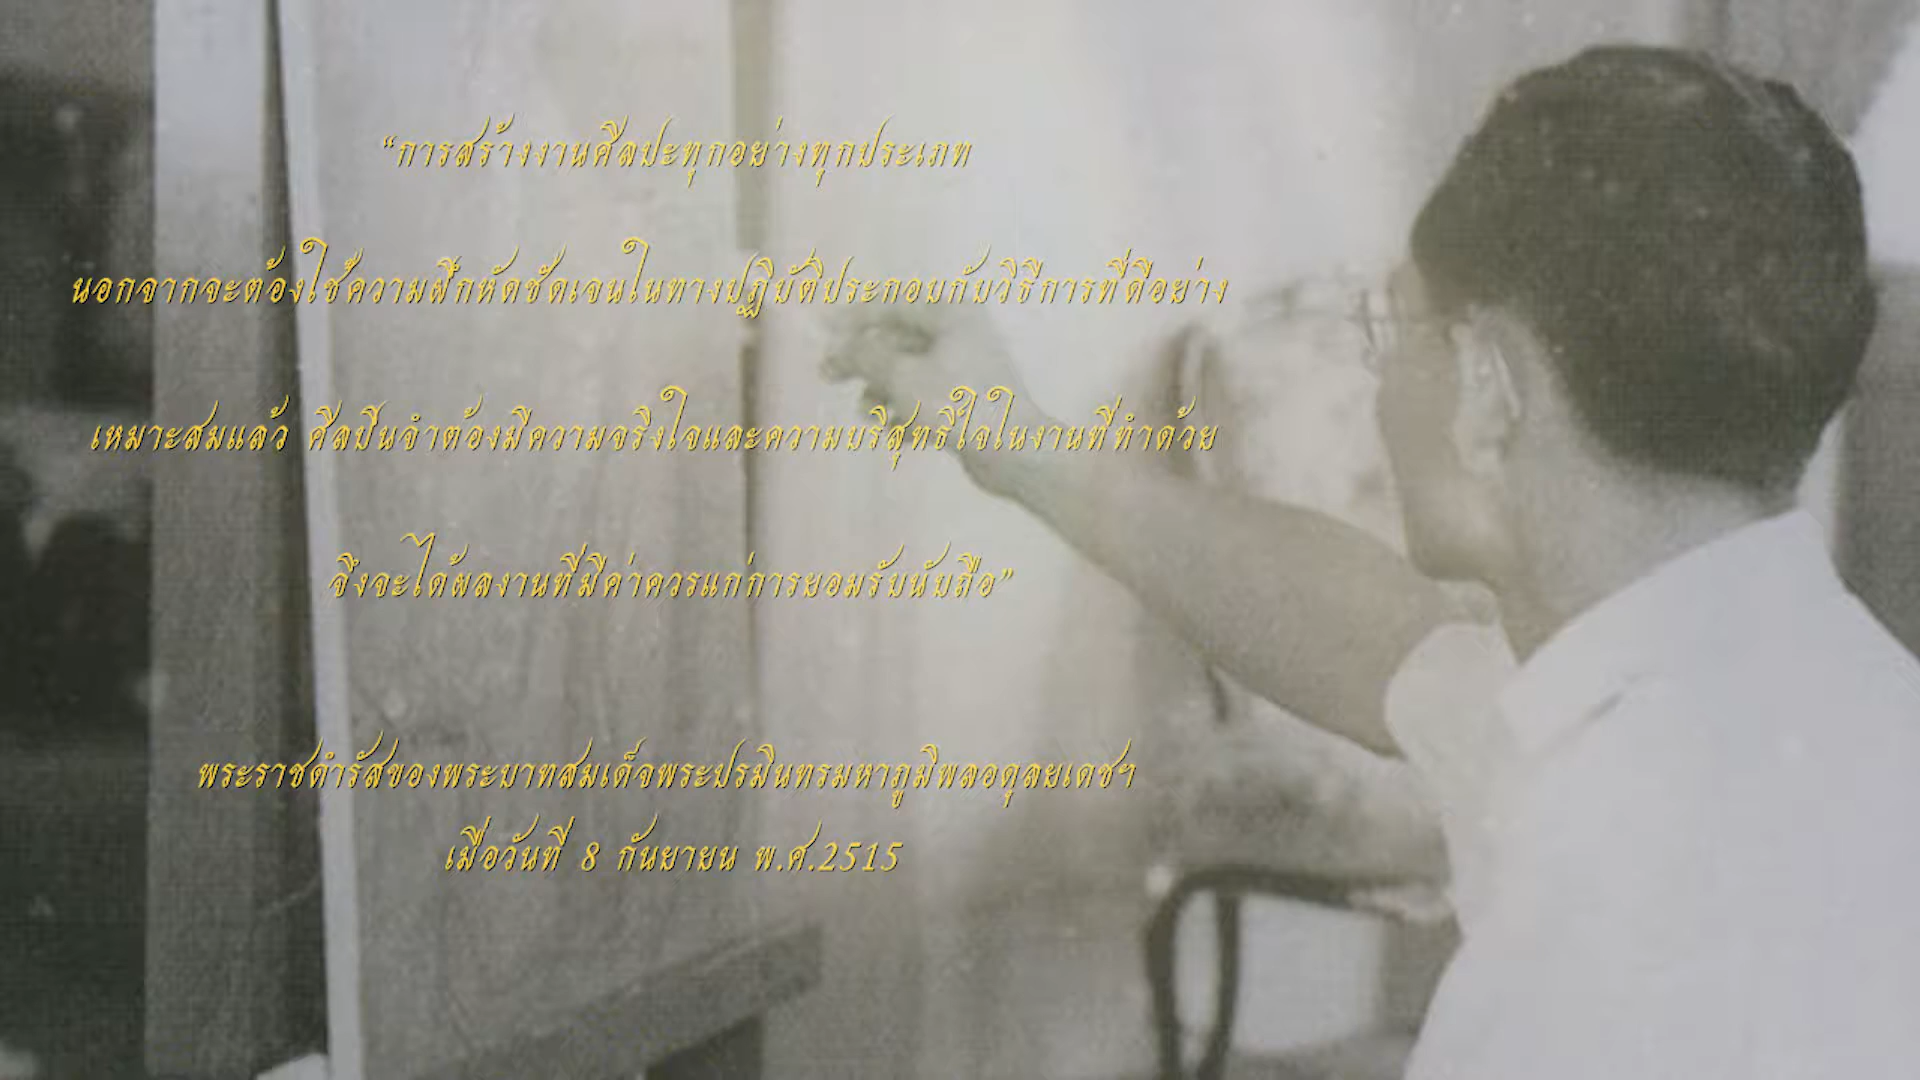 “การสร้างงานศิลปะทุกอย่างทุกประเภท
นอกจากจะต้องใช้ความฝึกหัดชัดเจนในทางปฏิบัติประกอบกับวิธีการที่ดีอย่าง
เหมาะสมแล้ว ศิลปินจำต้องมีความจริงใจและความบริสุทธิ์ใจในงานที่ทำด้วย
จึงจะได้ผลงานที่มีค่าควรแก่การยอมรับนับถือ”
พระราชดำรัสของพระบาทสมเด็จพระปรมินทรมหาภูมิพลอดุลยเดชฯ
เมื่อวันที่ 8 กันยายน พ.ศ.2515